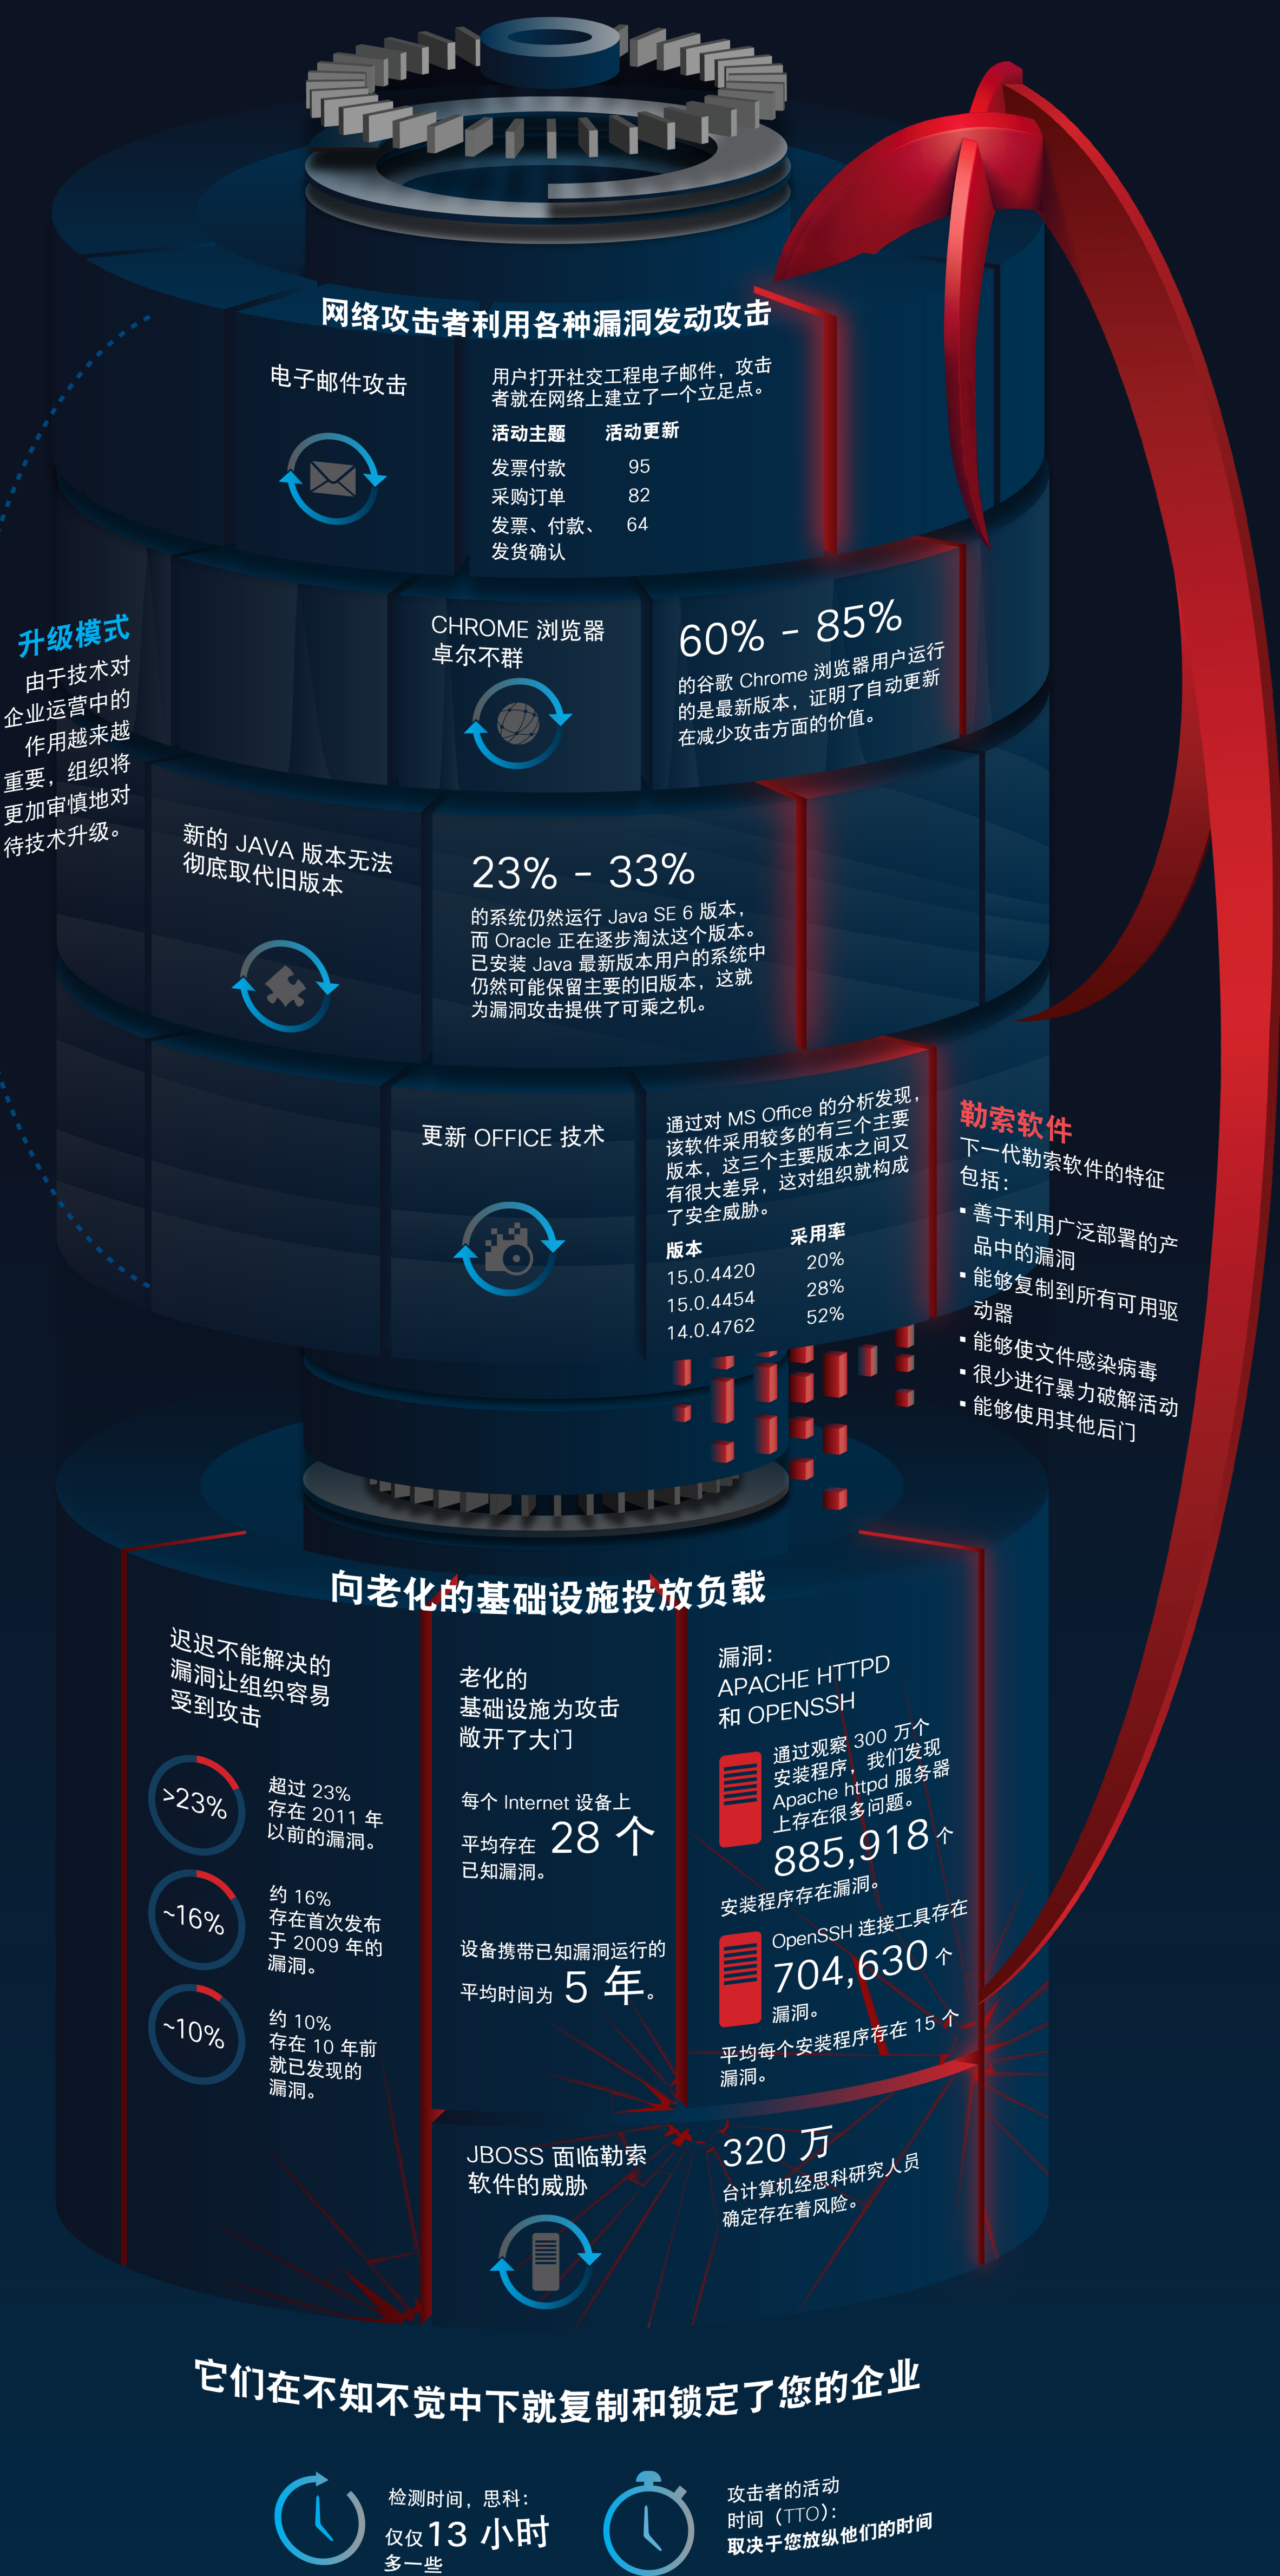 网络攻击者利用各种漏洞发动攻击
电子邮件攻击
用户打开社交工程电子邮件，攻击
者就在网络上建立了一个立足点。
活动主题 活动更新
发票付款 95
采购订单 82
发票、付款、 64
发货确认
升级模式
由于技术对
企业运营中的
作用越来越
重要，组织将
更加审慎地对
待技术升级。
CHROME 浏览器
卓尔不群
60% - 85%
的谷歌 Chrome 浏览器用户运行
的是最新版本，证明了自动更新
在减少攻击方面的价值。
新的 JAVA 版本无法
彻底取代旧版本
23% - 33%
的系统仍然运行 Java SE 6 版本，
而 Oracle 正在逐步淘汰这个版本。
已安装 Java 最新版本用户的系统中
仍然可能保留主要的旧版本，这就
为漏洞攻击提供了可乘之机。
更新 OFFICE 技术
通过对 MS Office 的分析发现，
该软件采用较多的有三个主要
版本，这三个主要版本之间又
有很大差异，这对组织就构成
了安全威胁。
版本 采用率
15.0.4420 20%
15.0.4454 28%
14.0.4762 52%
勒索软件
下一代勒索软件的特征
包括：
▪ 善于利用广泛部署的产
品中的漏洞
▪ 能够复制到所有可用驱
动器
▪ 能够使文件感染病毒
▪ 很少进行暴力破解活动
▪ 能够使用其他后门
向老化的基础设施投放负载
迟迟不能解决的
漏洞让组织容易
受到攻击
>23%
超过 23%
存在 2011 年
以前的漏洞。
~16%
约 16%
存在首次发布
于 2009 年的
漏洞。
~10%
约 10%
存在 10 年前
就已发现的
漏洞。
老化的
基础设施为攻击
敞开了大门
每个 Internet 设备上
平均存在 28 个
已知漏洞。
设备携带已知漏洞运行的
平均时间为 5 年。
漏洞：
APACHE HTTPD
和 OPENSSH
通过观察 300 万个
安装程序，我们发现
Apache httpd 服务器
上存在很多问题。
885,918 个
安装程序存在漏洞。
OpenSSH 连接工具存在
704,630 个
漏洞。
平均每个安装程序存在 15 个
漏洞。
JBOSS 面临勒索
软件的威胁
320 万
台计算机经思科研究人员
确定存在着风险。
它们在不知不觉中下就复制和锁定了您的企业
检测时间，思科：
仅仅 13 小时
多一些
攻击者的活动
时间（TTO）：
取决于您放纵他们的时间